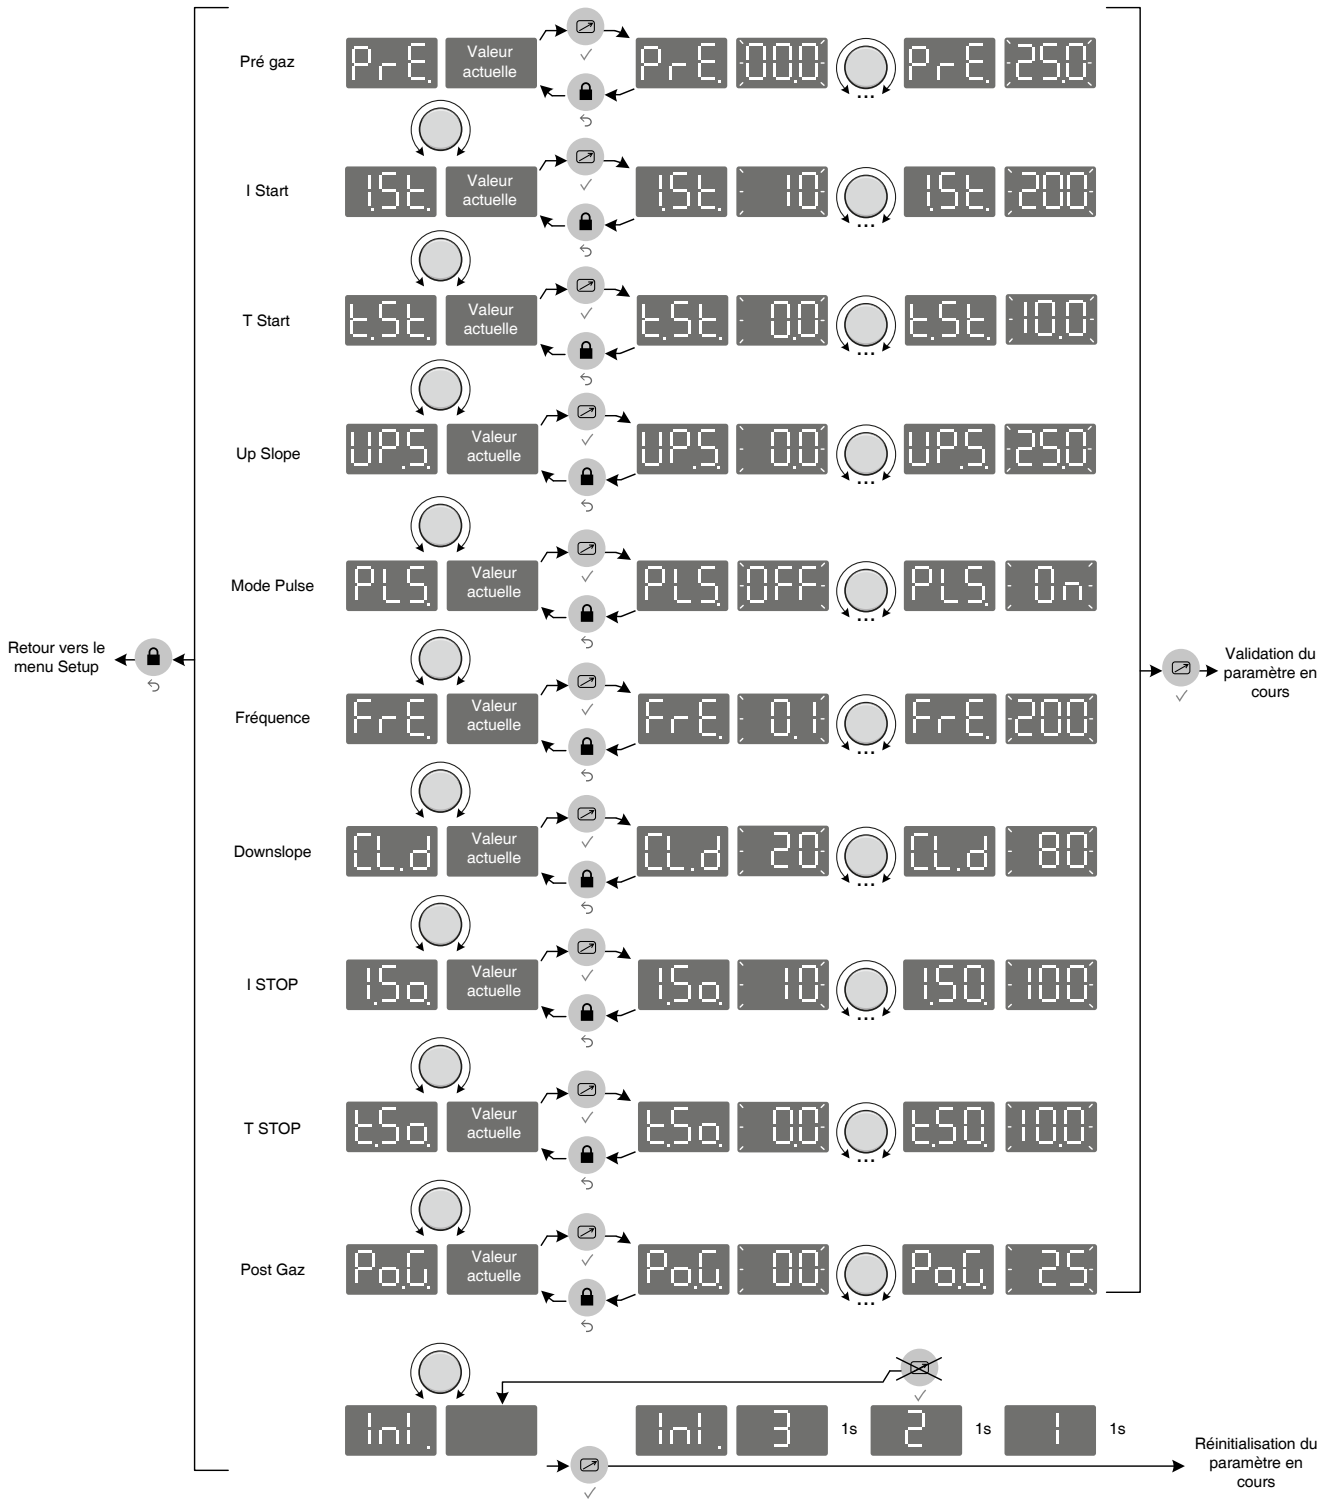 Pré gaz PrE. Valeur actuelle PrE. 00.0 ... PrE. 25.0
I Start I.St. Valeur actuelle I.St. 10 ... I.St. 200
T Start t.St. Valeur actuelle t.St. 0.0 ... t.St. 10.0
Up Slope UP.S. Valeur actuelle UP.S. 0.0 ... UP.S. 25.0
Mode Pulse PLS. Valeur actuelle PLS. OFF ... PLS. On
Retour vers le
menu Setup
Validation du
paramètre en
cours
Fréquence FrE. Valeur actuelle FrE. 0.1 ... FrE. 200
Downslope CL.d Valeur actuelle CL.d 20 ... CL.d 80
I STOP I.So. Valeur actuelle I.So. 10 ... I.SO. 100
T STOP t.So. Valeur actuelle t.So. 0.0 ... t.SO. 10.0
Post Gaz Po.G. Valeur actuelle Po.G. 0.0 ... Po.G. 25
InI. InI. 3 1s 2 1s 1 1s
Réinitialisation du
paramètre en
cours